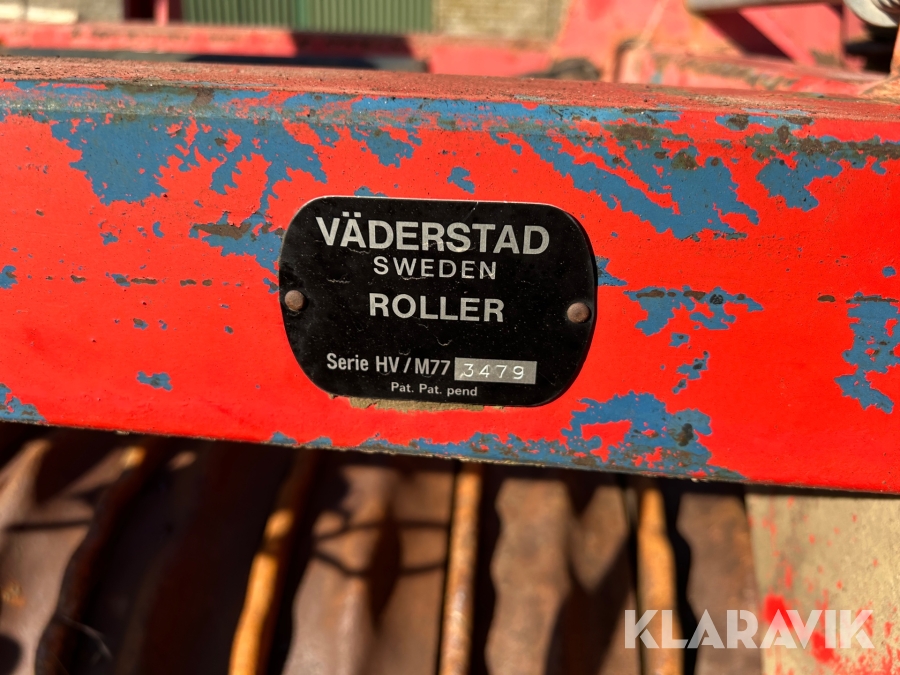 VÄDERSTAD
SWEDEN
ROLLER
Serie HV/M77 3479
Pat. Pat. pend
KLARAVIK